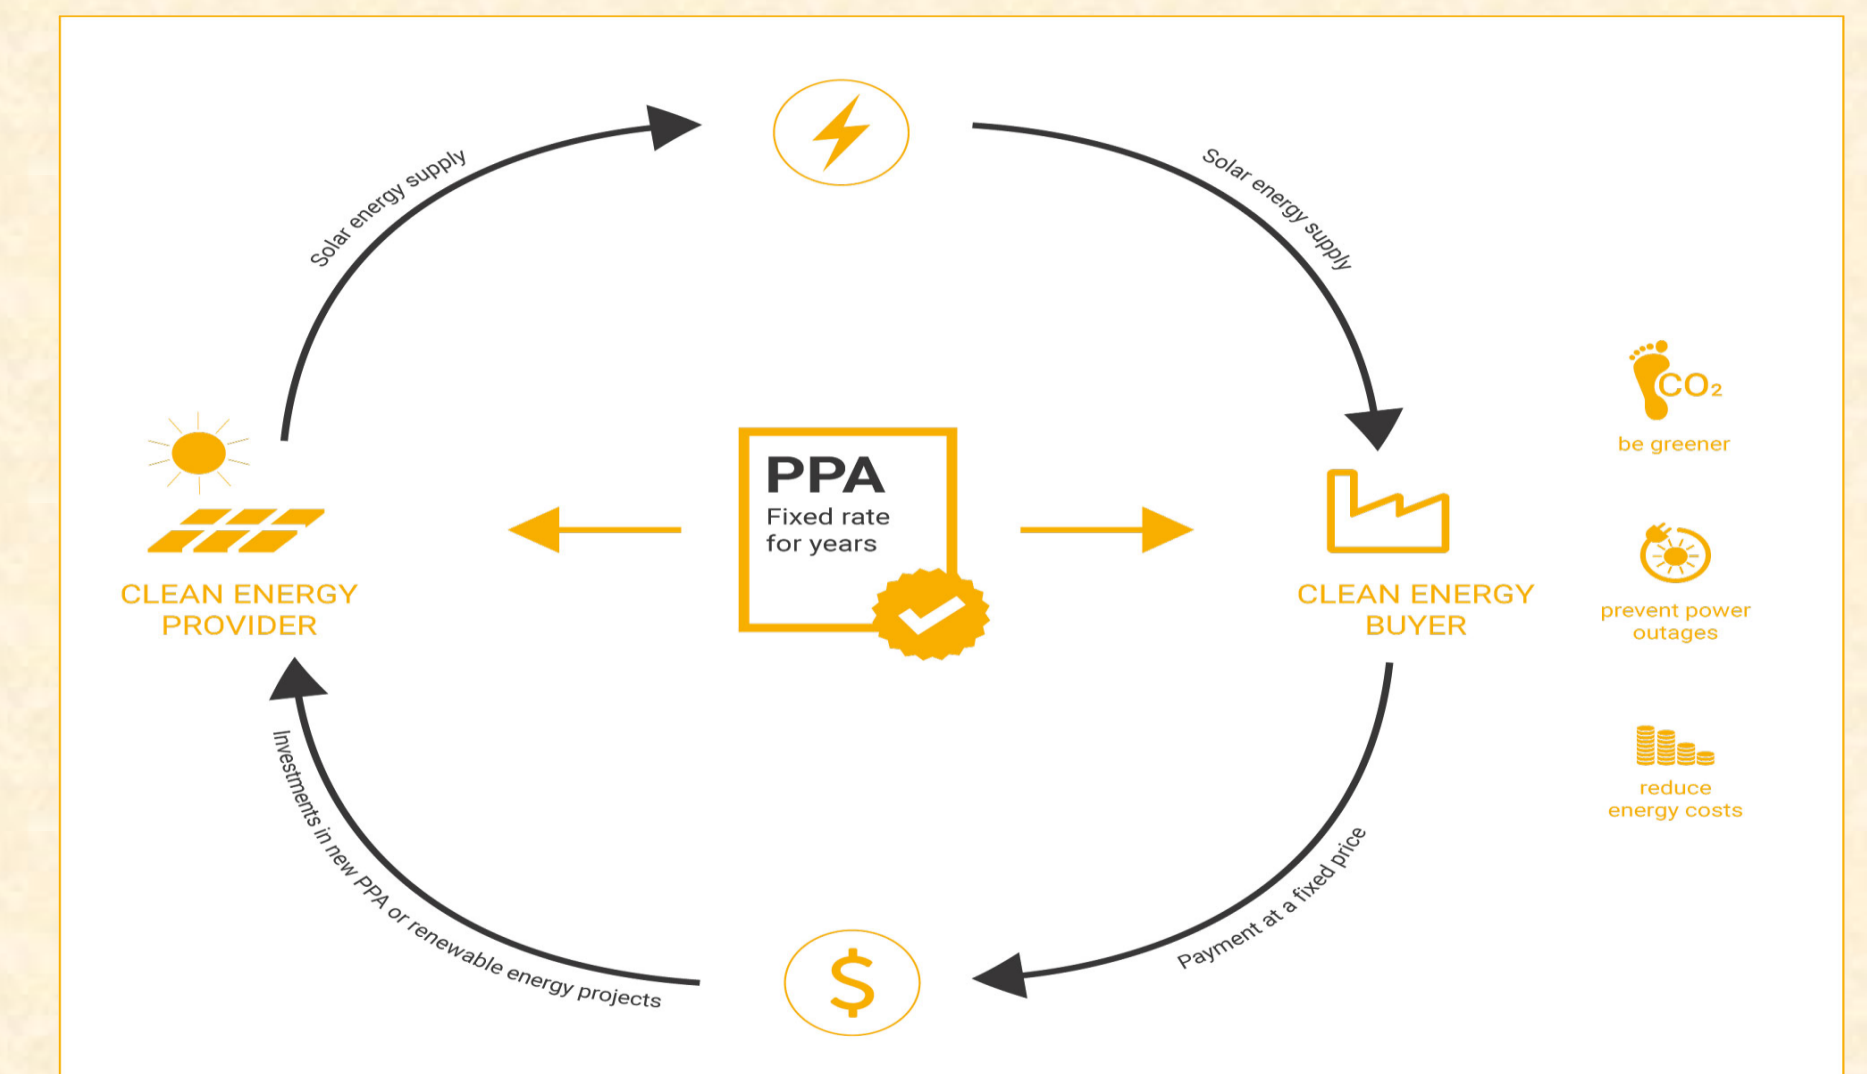 Solar energy supply
Solar energy supply
CO₂
be greener
PPA
Fixed rate
for years
CLEAN ENERGY
PROVIDER
CLEAN ENERGY
BUYER
prevent power
outages
reduce
energy costs
Investments in new PPA or renewable energy projects
Payment at a fixed price
$